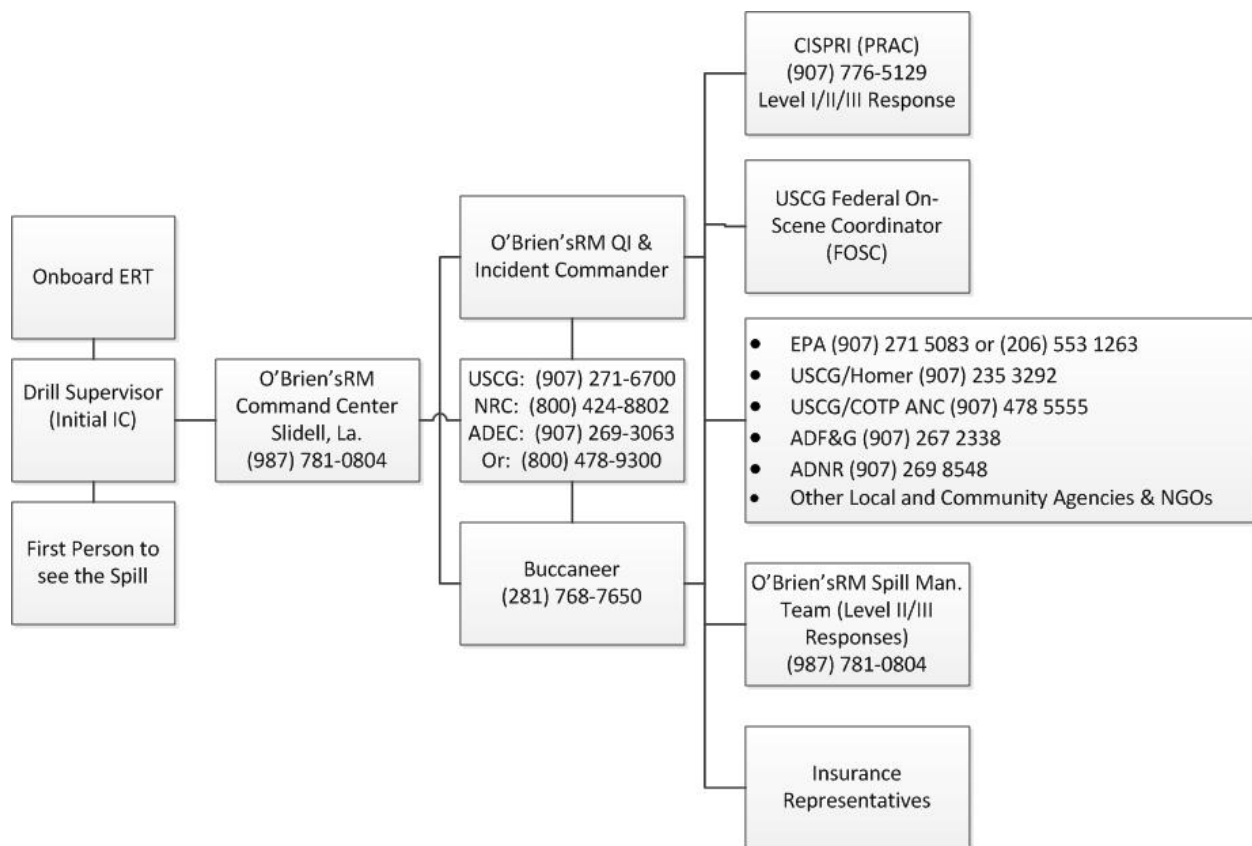 Onboard ERT
Drill Supervisor
(Initial IC)
First Person to
see the Spill
O'Brien'sRM
Command Center
Slidell, La.
(987) 781-0804
O'Brien'sRM QI &
Incident Commander
USCG: (907) 271-6700
NRC: (800) 424-8802
ADEC: (907) 269-3063
Or: (800) 478-9300
Buccaneer
(281) 768-7650
CISPRI (PRAC)
(907) 776-5129
Level I/II/III Response
USCG Federal On-
Scene Coordinator
(FOSC)
• EPA (907) 271 5083 or (206) 553 1263
• USCG/Homer (907) 235 3292
• USCG/COTP ANC (907) 478 5555
• ADF&G (907) 267 2338
• ADNR (907) 269 8548
• Other Local and Community Agencies & NGOs
O'Brien'sRM Spill Man.
Team (Level II/III
Responses)
(987) 781-0804
Insurance
Representatives